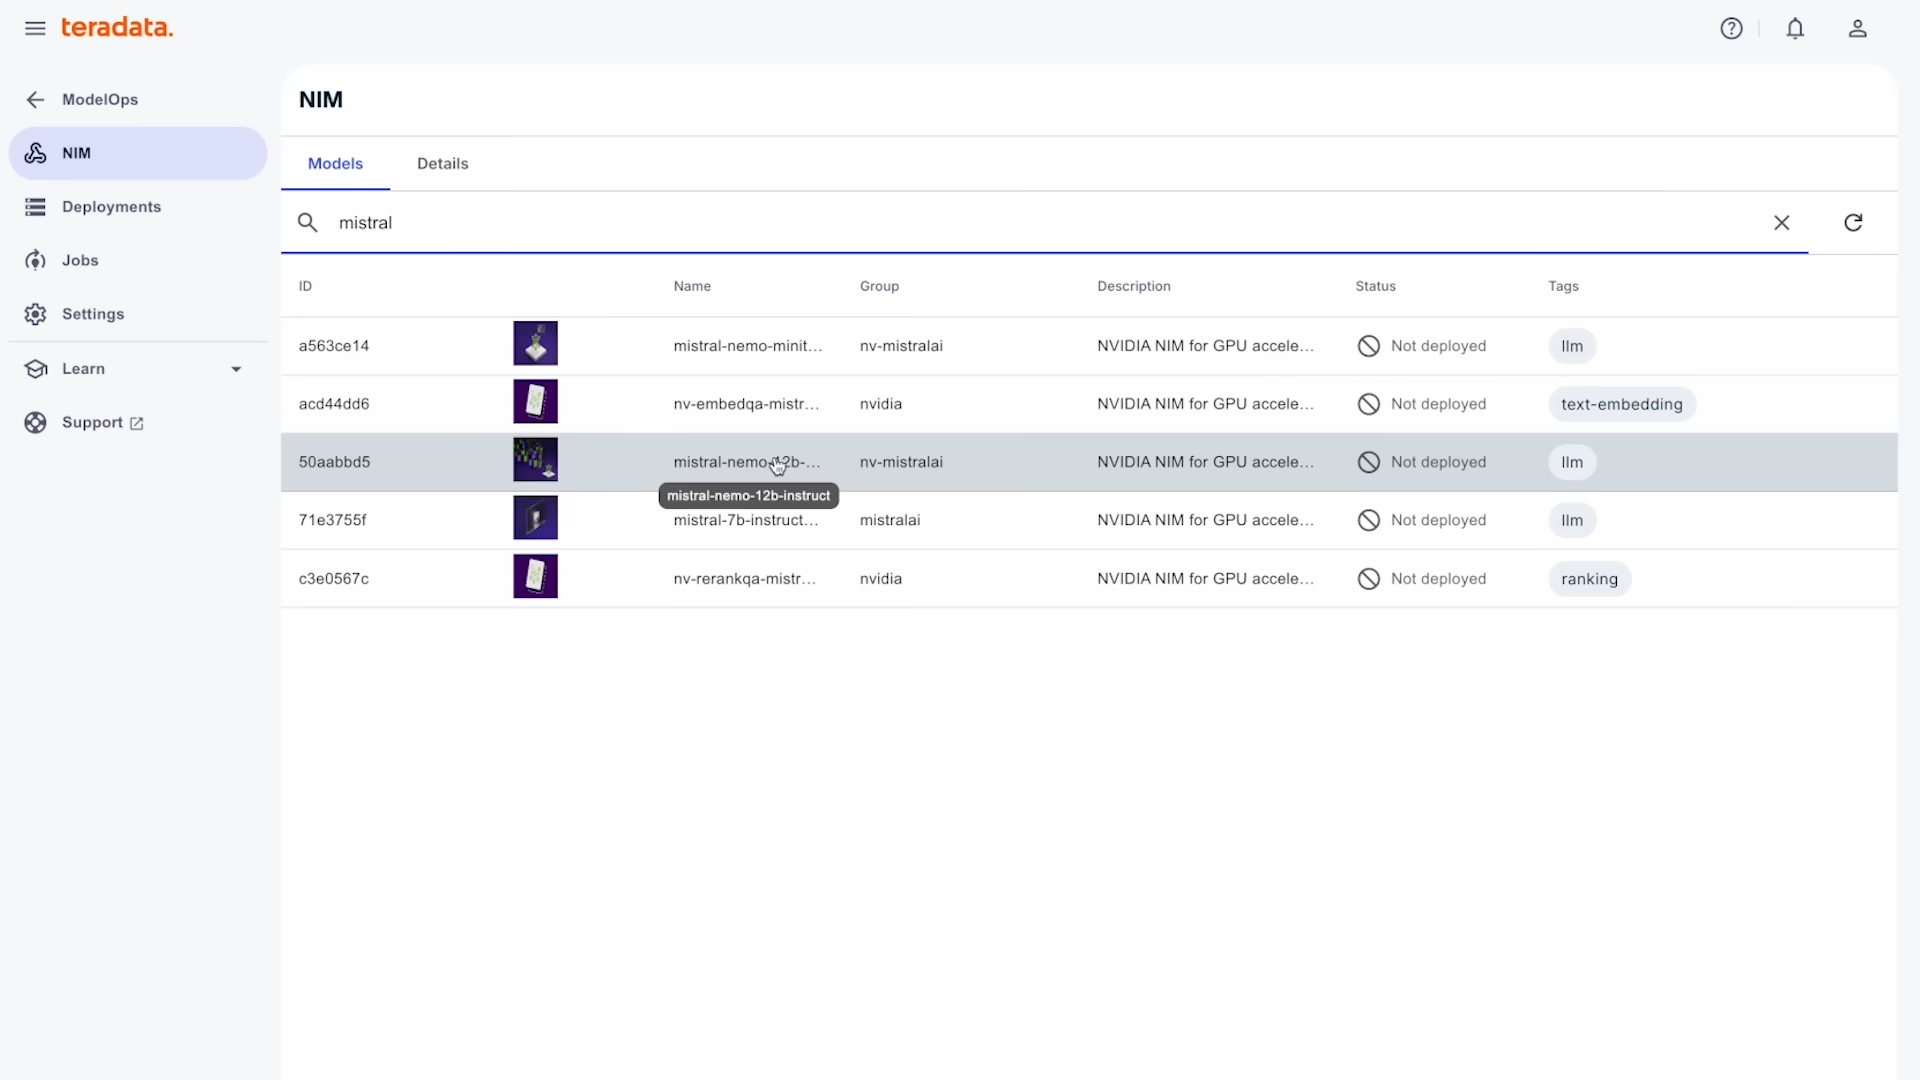 teradata.
ModelOps
NIM
Deployments
Jobs
Settings
Learn
Support
NIM
Models Details
mistral
ID Name Group Description Status Tags
a563ce14 mistral-nemo-minit... nv-mistralai NVIDIA NIM for GPU accele... Not deployed llm
acd44dd6 nv-embedqa-mistr... nvidia NVIDIA NIM for GPU accele... Not deployed text-embedding
50aabbd5 mistral-nemo-12b-... nv-mistralai NVIDIA NIM for GPU accele... Not deployed llm
mistral-nemo-12b-instruct
71e3755f mistral-7b-instruct... mistralai NVIDIA NIM for GPU accele... Not deployed llm
c3e0567c nv-rerankqa-mistr... nvidia NVIDIA NIM for GPU accele... Not deployed ranking